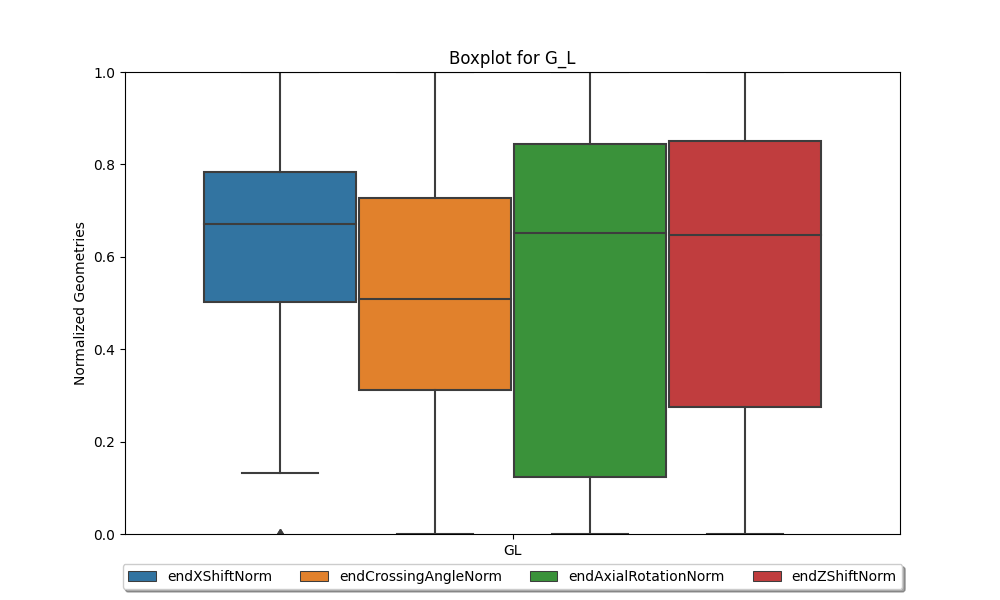 Boxplot for G_L
1.0
0.8
0.6
0.4
0.2
0.0
Normalized Geometries
GL
endXShiftNorm endCrossingAngleNorm endAxialRotationNorm endZShiftNorm